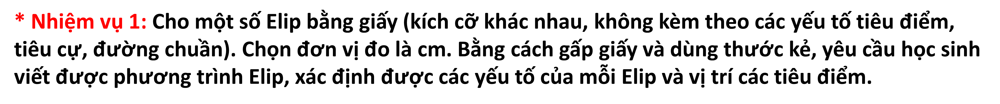 * Nhiệm vụ 1: Cho một số Elip bằng giấy (kích cỡ khác nhau, không kèm theo các yếu tố tiêu điểm,
tiêu cự, đường chuần). Chọn đơn vị đo là cm. Bằng cách gấp giấy và dùng thước kẻ, yêu cầu học sinh
viết được phương trình Elip, xác định được các yếu tố của mỗi Elip và vị trí các tiêu điểm.